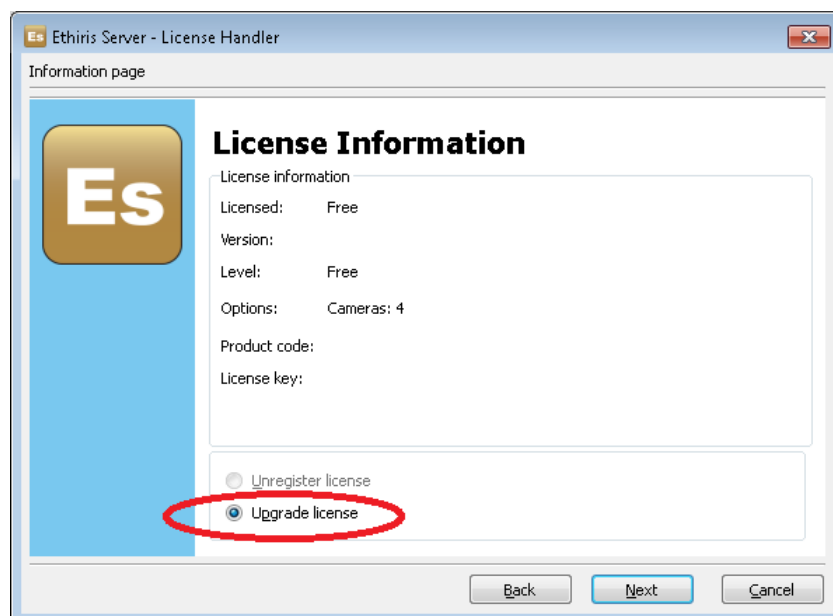 Es Ethiris Server - License Handler
Information page
Es
License Information
License information
Licensed: Free
Version:
Level: Free
Options: Cameras: 4
Product code:
License key:
Unregister license
Upgrade license
Back Next Cancel